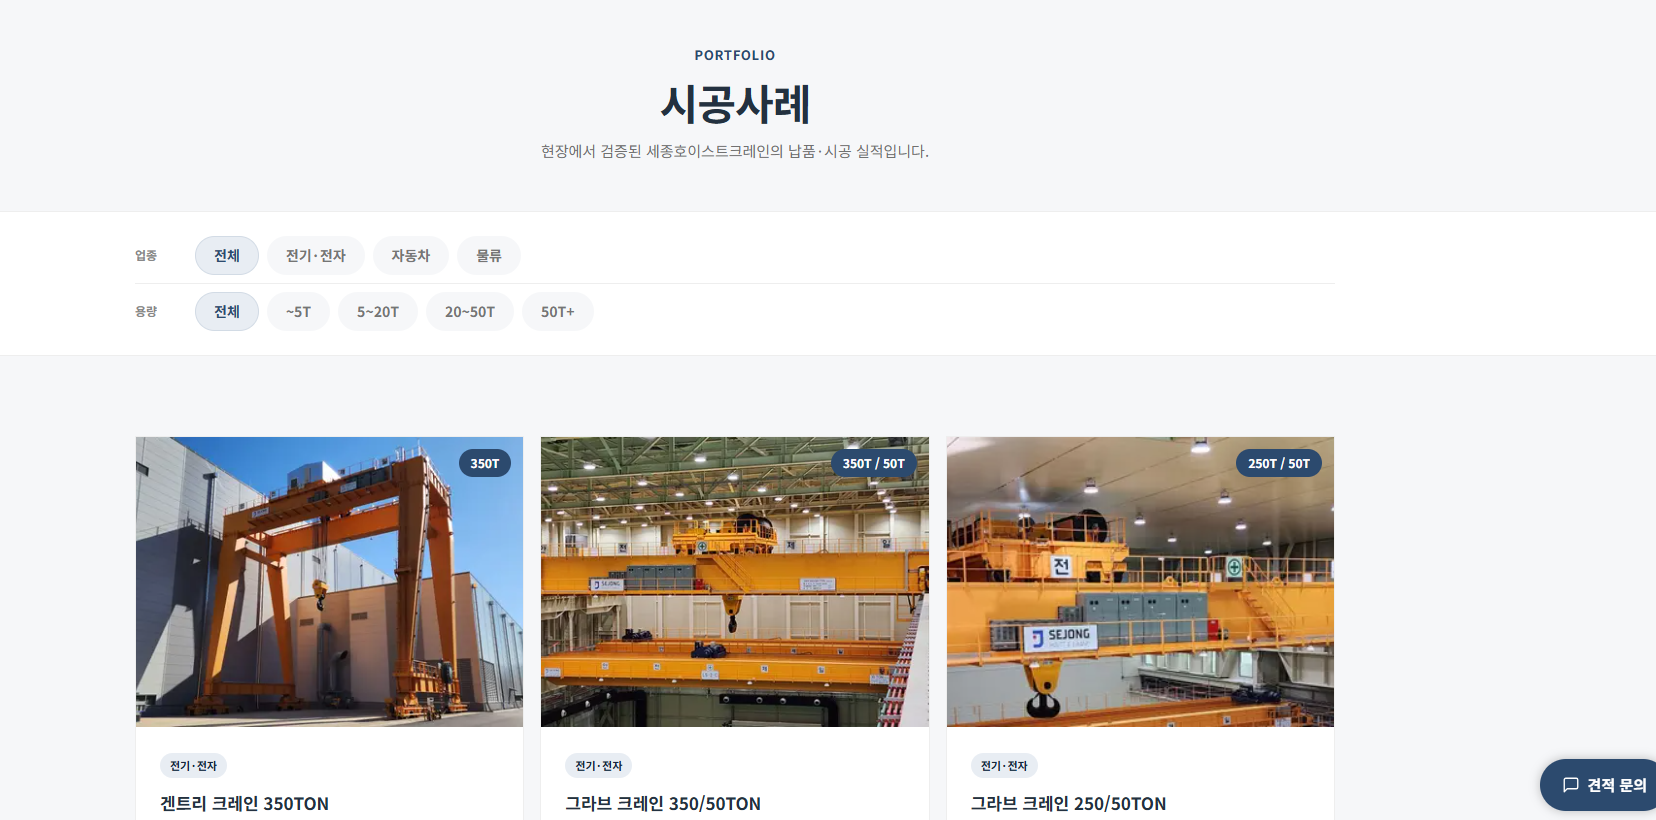 PORTFOLIO
시공사례
현장에서 검증된 세종호이스트크레인의 납품·시공 실적입니다.
업종 전체 전기·전자 자동차 물류
용량 전체 ~5T 5~20T 20~50T 50T+
350T
350T / 50T
250T / 50T
제 일
SEJONG
전
SEJONG
전기·전자
겐트리 크레인 350TON
전기·전자
그라브 크레인 350/50TON
전기·전자
그라브 크레인 250/50TON
견적 문의